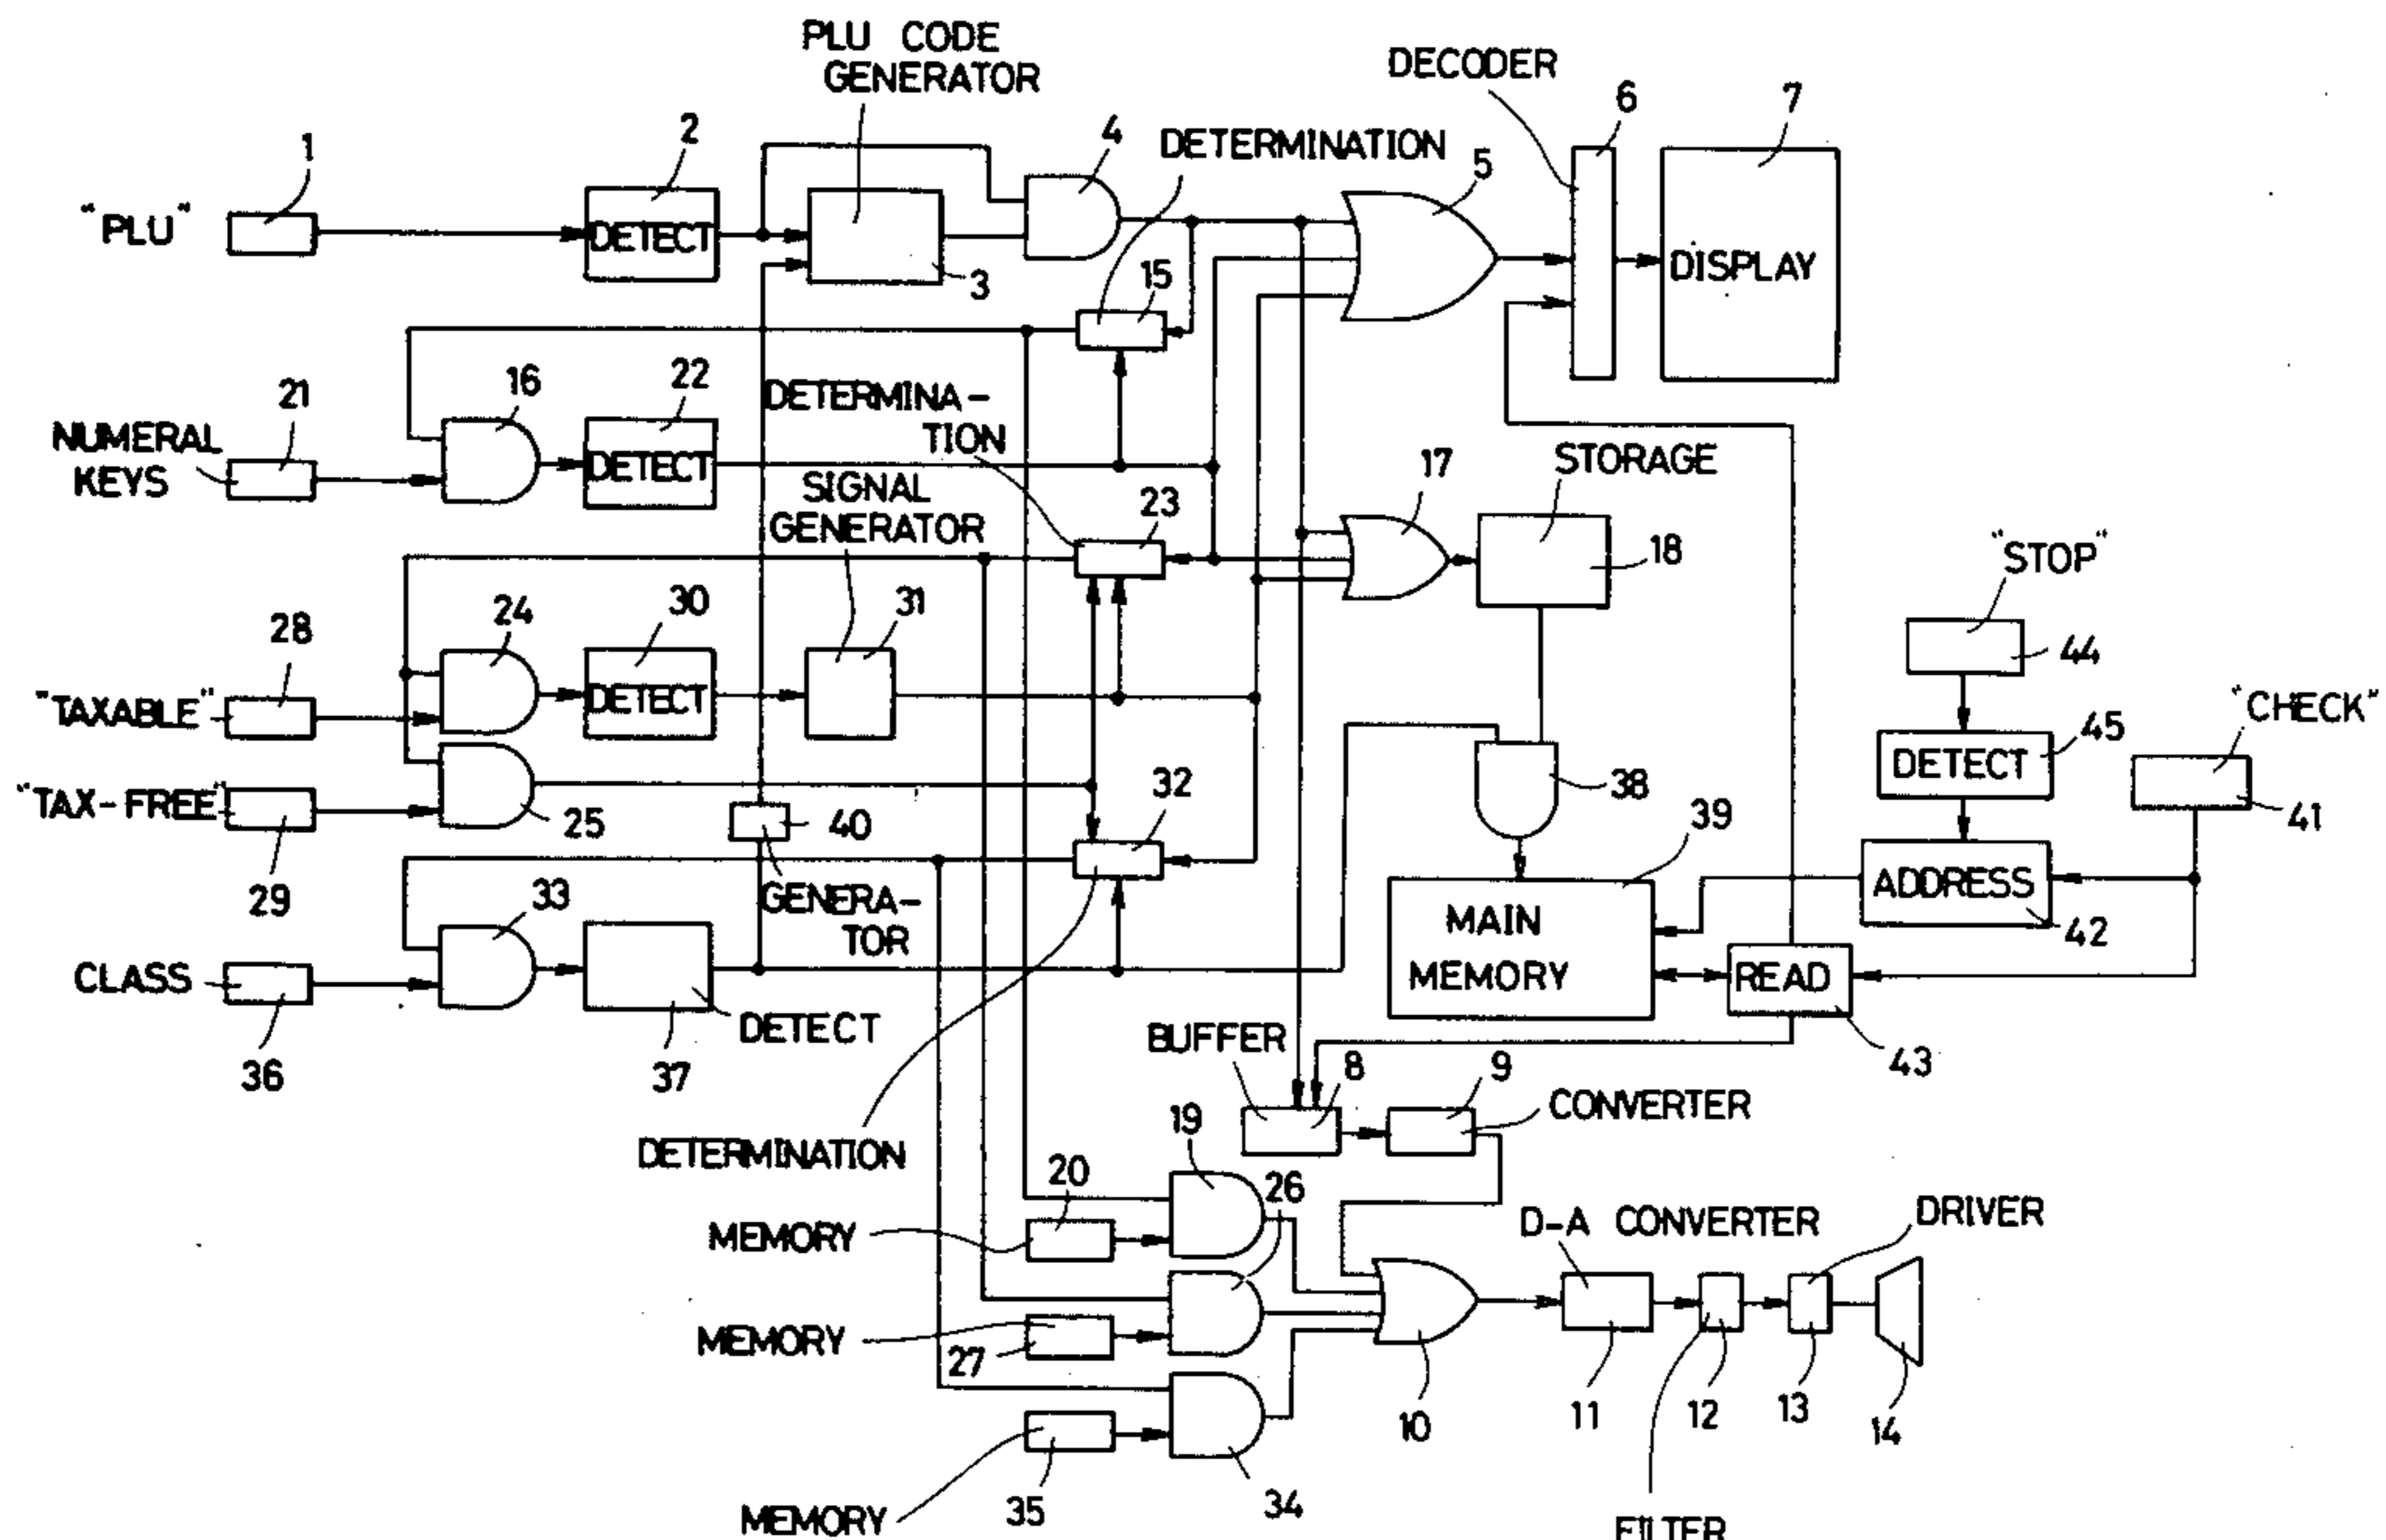 PLU CODE
GENERATOR
DECODER
6
7
1
2
4
DETERMINATION
5
"PLU"
DETECT
3
15
DISPLAY
21
16
22
DETERMINA-
TION
NUMERAL
KEYS
DETECT
SIGNAL
GENERATOR
23
17
STORAGE
18
"STOP"
44
28
24
30
31
"TAXABLE"
DETECT
"CHECK"
45
DETECT
41
"TAX-FREE"
29
25
40
32
38
39
ADDRESS
42
33
GENERA-
TOR
MAIN
MEMORY
READ
43
CLASS
36
37
DETECT
BUFFER
8
9
CONVERTER
DETERMINATION
19
20
26
MEMORY
D-A CONVERTER
DRIVER
MEMORY
27
10
11
12
13
14
MEMORY
35
34
FILTER